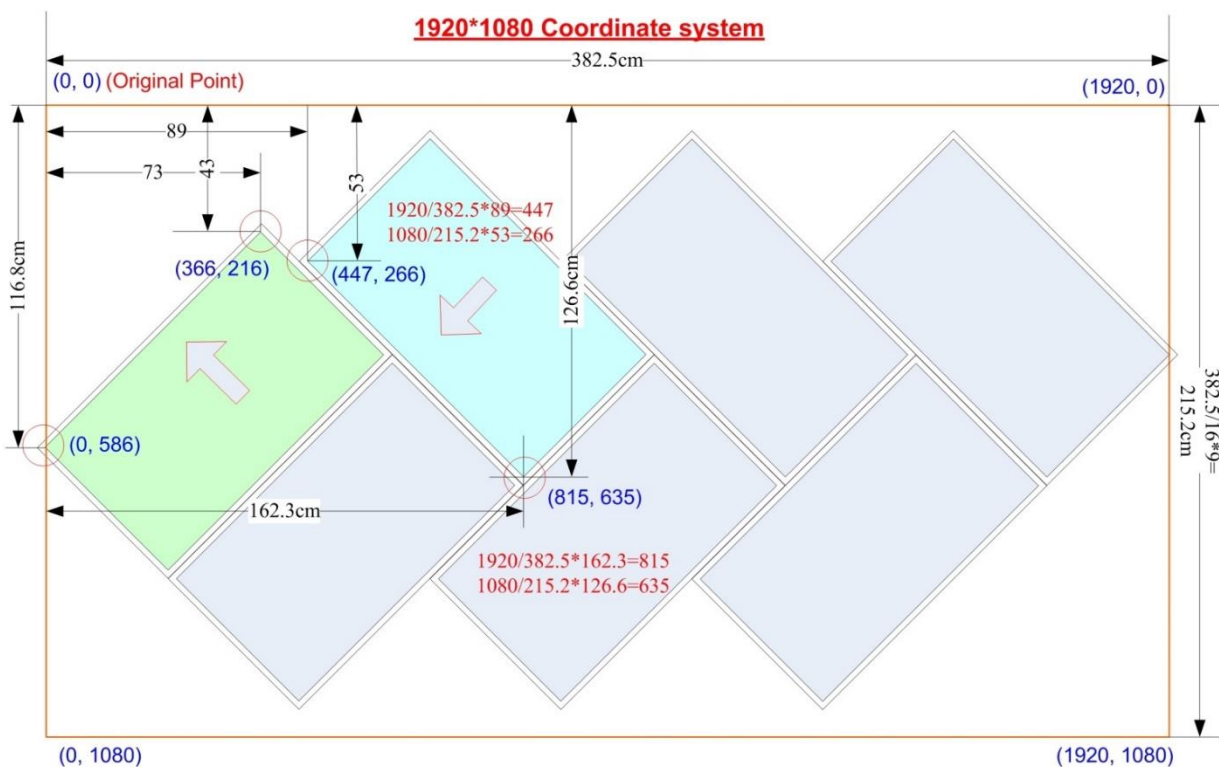 1920*1080 Coordinate system
382.5cm
(0, 0) (Original Point)
(1920, 0)
89
43
73
53
116.8cm
1920/382.5*89=447
1080/215.2*53=266
(366, 216)
(447, 266)
126.6cm
382.5/16*9=
215.2cm
(0, 586)
(815, 635)
162.3cm
1920/382.5*162.3=815
1080/215.2*126.6=635
(0, 1080)
(1920, 1080)